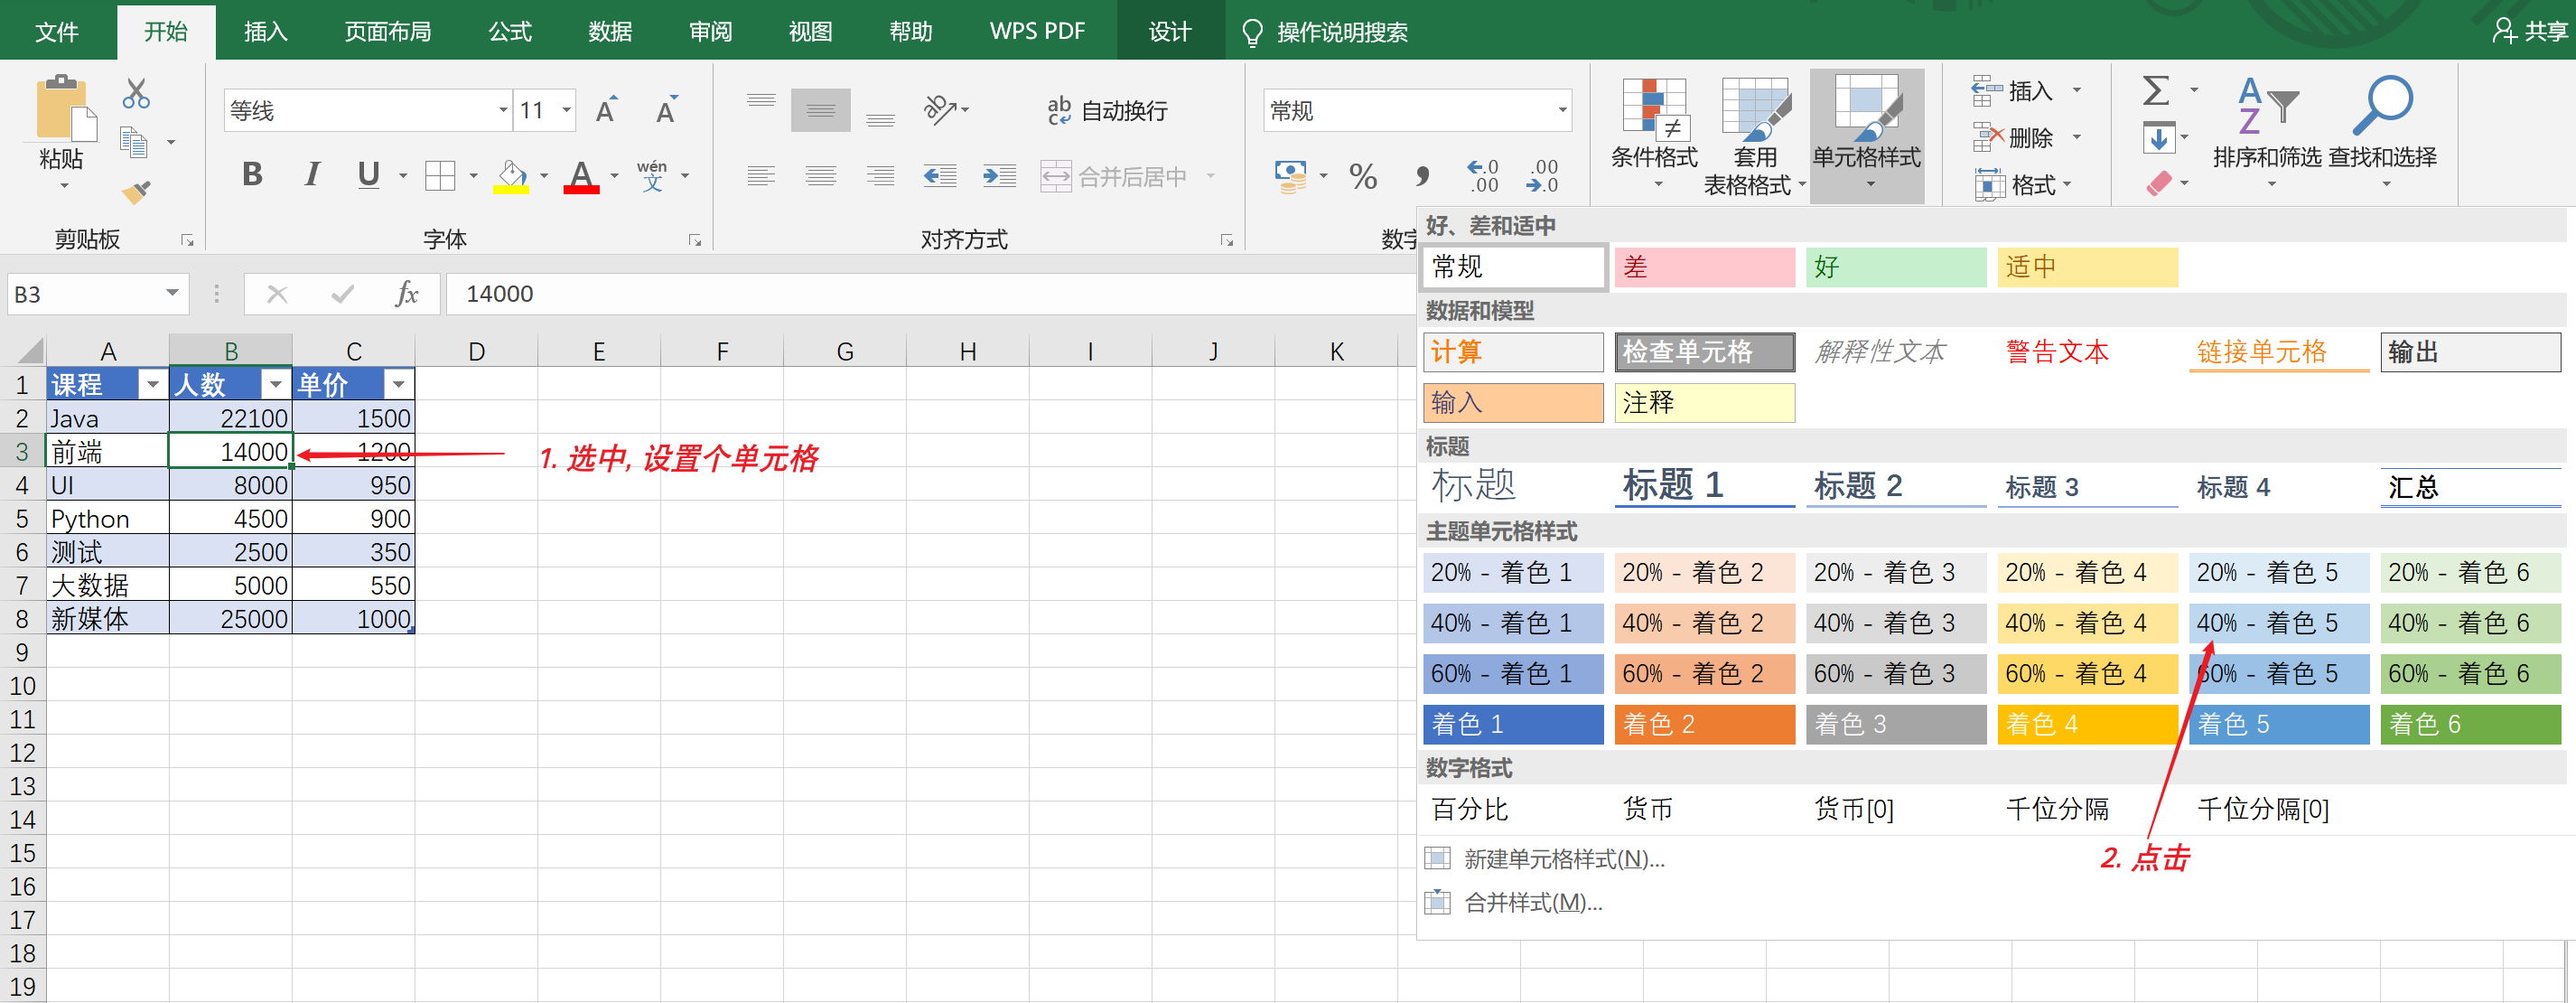 文件 开始 插入 页面布局 公式 数据 审阅 视图 帮助 WPS PDF 设计 操作说明搜索 共享
等线 11 A A ab 自动换行 常规 插入
粘贴 B I U A wén 文 合并后居中 % , .0 .00 .00 .0 条件格式 套用 表格格式 单元格样式 删除 格式 排序和筛选 查找和选择
剪贴板 字体 对齐方式 数字
B3 fx 14000
A B C D E F G H I J K
1 课程 人数 单价
2 Java 22100 1500
3 前端 14000 1200
4 UI 8000 950
5 Python 4500 900
6 测试 2500 350
7 大数据 5000 550
8 新媒体 25000 1000
9
10
11
12
13
14
15
16
17
18
19
1. 选中, 设置个单元格
好、差和适中
常规 差 好 适中
数据和模型
计算 检查单元格 解释性文本 警告文本 链接单元格 输出
输入 注释
标题
标题 标题 1 标题 2 标题 3 标题 4 汇总
主题单元格样式
20% - 着色 1 20% - 着色 2 20% - 着色 3 20% - 着色 4 20% - 着色 5 20% - 着色 6
40% - 着色 1 40% - 着色 2 40% - 着色 3 40% - 着色 4 40% - 着色 5 40% - 着色 6
60% - 着色 1 60% - 着色 2 60% - 着色 3 60% - 着色 4 60% - 着色 5 60% - 着色 6
着色 1 着色 2 着色 3 着色 4 着色 5 着色 6
数字格式
百分比 货币 货币[0] 千位分隔 千位分隔[0]
2. 点击
新建单元格样式(N)...
合并样式(M)...